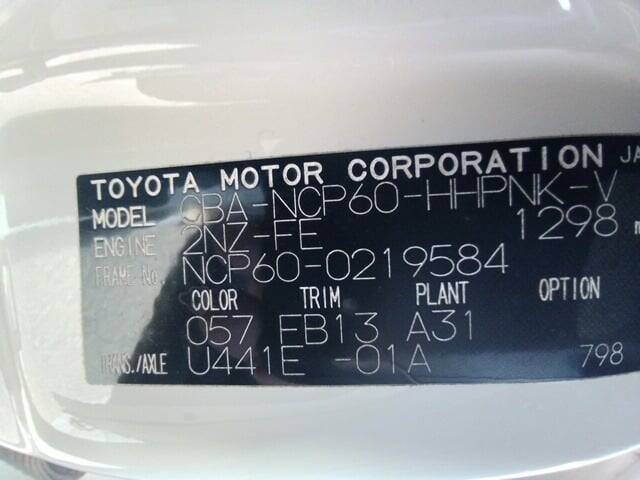 TOYOTA MOTOR CORPORATION JA
MODEL CBA-NCP60-HHPNK-V
ENGINE 2NZ-FE 1298 m
FRAME No. NCP60-0219584
COLOR TRIM PLANT OPTION
057 FB13 A31
TRANS./AXLE U441E -01A 798